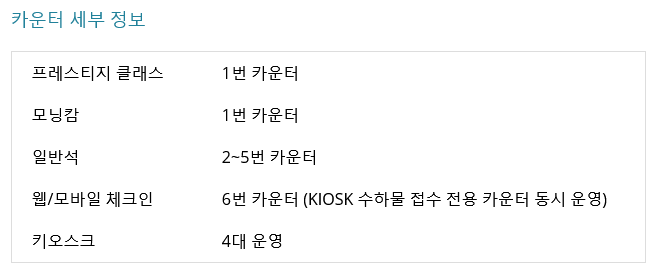 카운터 세부 정보
프레스티지 클래스 1번 카운터
모닝캄 1번 카운터
일반석 2~5번 카운터
웹/모바일 체크인 6번 카운터 (KIOSK 수하물 접수 전용 카운터 동시 운영)
키오스크 4대 운영